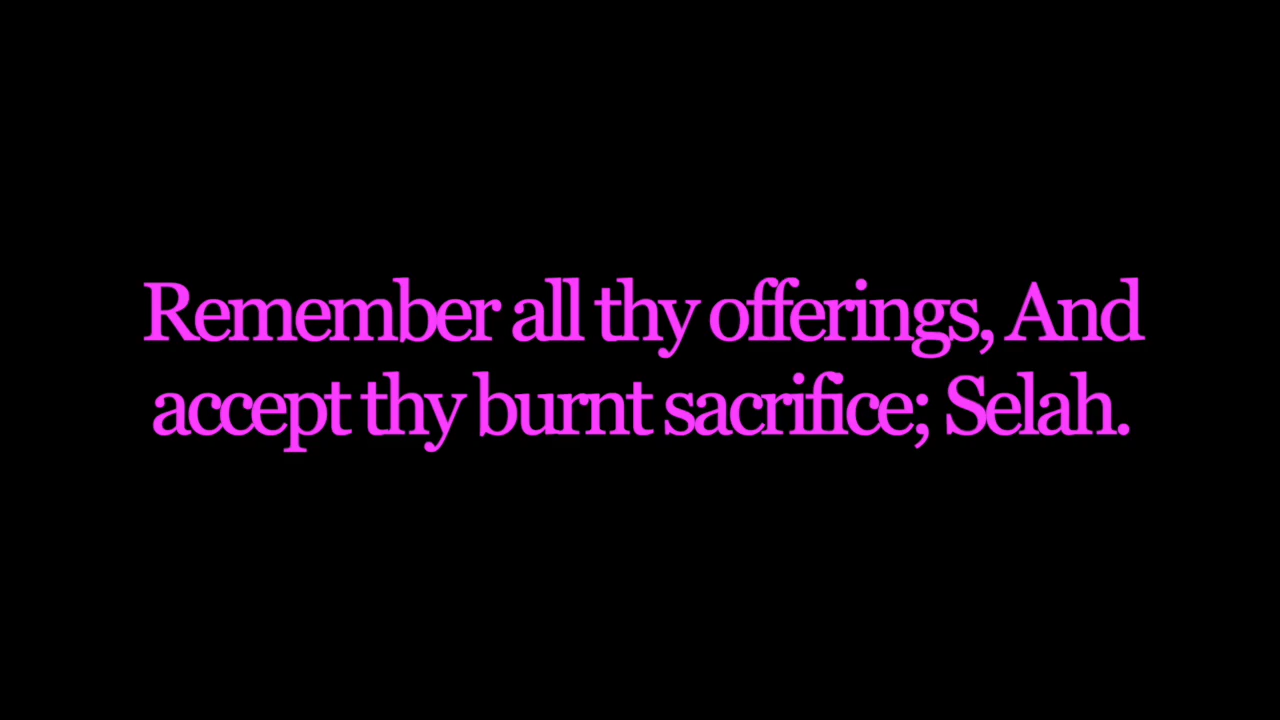 Remember all thy offerings, And
accept thy burnt sacrifice; Selah.